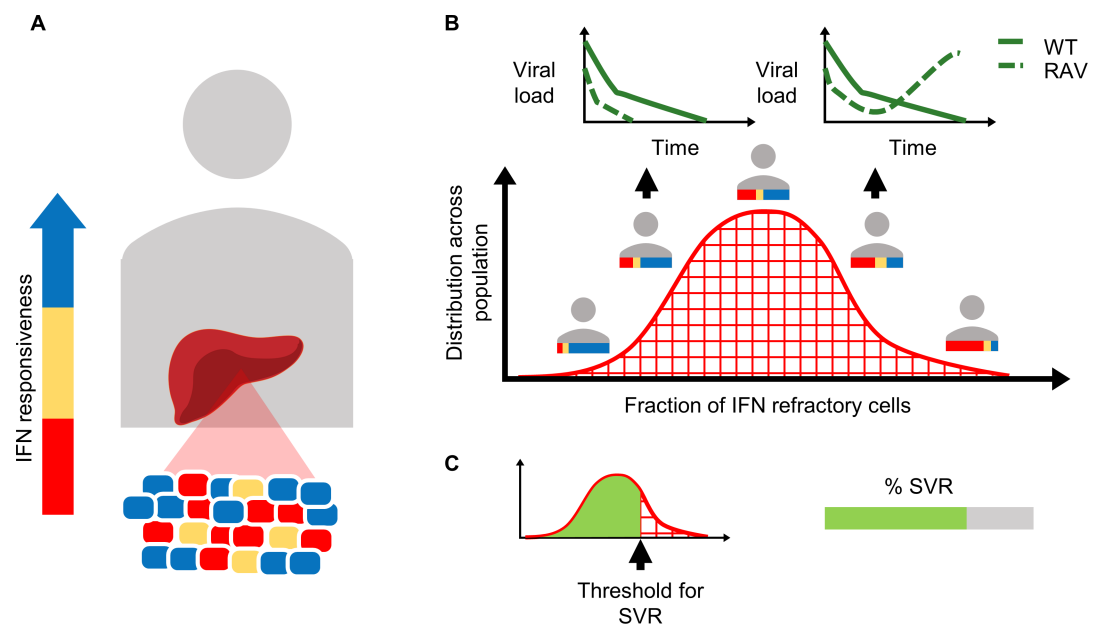 A
IFN responsiveness
B
Viral
load
Time
Viral
load
Time
WT
RAV
Distribution across
population
Fraction of IFN refractory cells
C
Threshold for
SVR
% SVR